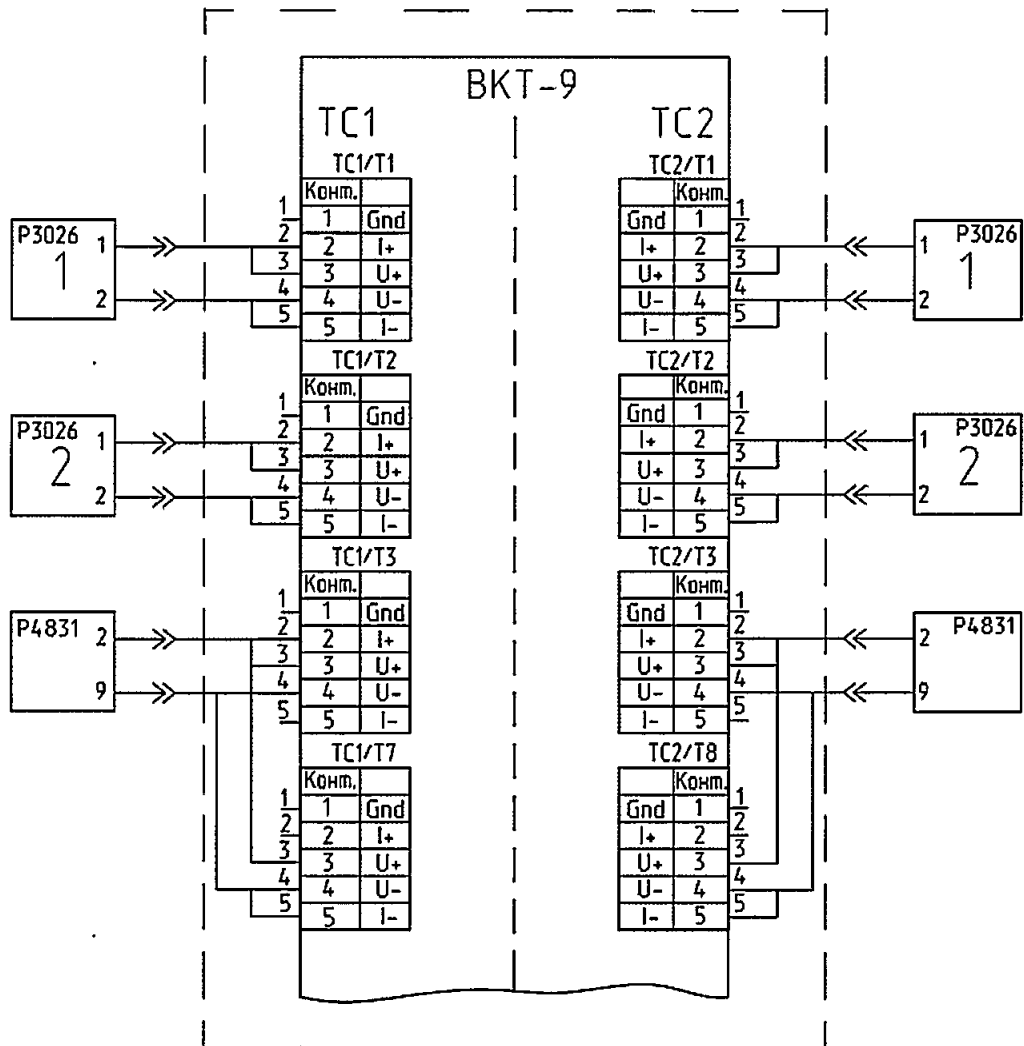 ВКТ-9
ТС1 ТС2
ТС1/Т1
Конт.
1 1 Gnd
2 2 I+
3 3 U+
4 4 U-
5 5 I-
Р3026
1
1
2
ТС2/Т1
Конт.
Gnd 1 1
I+ 2 2
U+ 3 3
U- 4 4
I- 5 5
Р3026
1
1
2
ТС1/Т2
Конт.
1 1 Gnd
2 2 I+
3 3 U+
4 4 U-
5 5 I-
Р3026
1
2
2
ТС2/Т2
Конт.
Gnd 1 1
I+ 2 2
U+ 3 3
U- 4 4
I- 5 5
Р3026
1
2
2
ТС1/Т3
Конт.
1 1 Gnd
2 2 I+
3 3 U+
4 4 U-
5 5 I-
Р4831
2
9
ТС2/Т3
Конт.
Gnd 1 1
I+ 2 2
U+ 3 3
U- 4 4
I- 5 5
Р4831
2
9
ТС1/Т7
Конт.
1 1 Gnd
2 2 I+
3 3 U+
4 4 U-
5 5 I-
ТС2/Т8
Конт.
Gnd 1 1
I+ 2 2
U+ 3 3
U- 4 4
I- 5 5